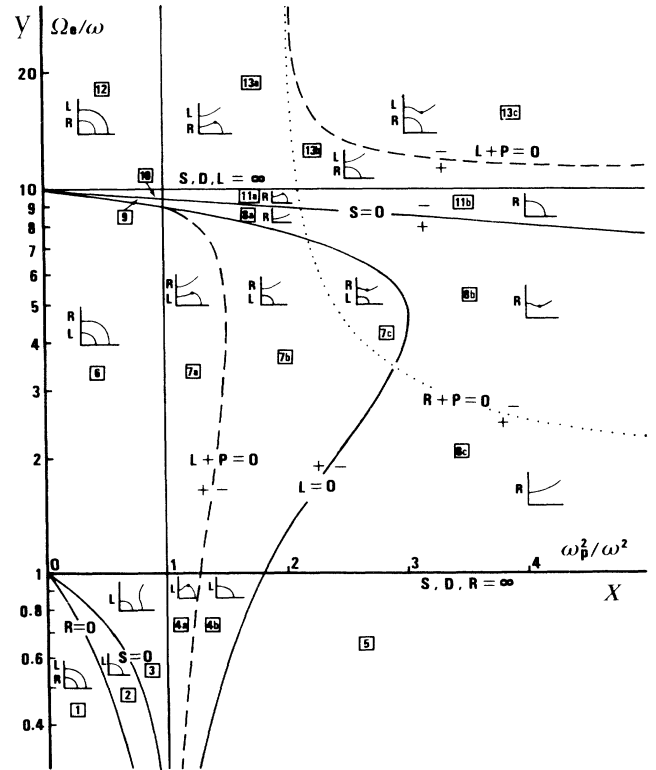 y Ωe/ω
20
12
L
R
13a
L
R
L
R
13c
13b
L
R
L+P=0
−
+
10
S, D, L = ∞
10
11a
R
8a
R
S=0
−
+
11b
R
9
9
8
7
6
5
4
3
2
R
L
R
L
R
L
R
L
8b
R
7c
6
7a
7b
R+P=0
−
+
8c
L+P=0
+ −
+ −
L=0
R
0
1
2
3
4
ωp²/ω²
1
S, D, R = ∞
X
0.8
L
L
L
R=0
4a
4b
S=0
L
3
5
0.6
L
R
2
1
0.4